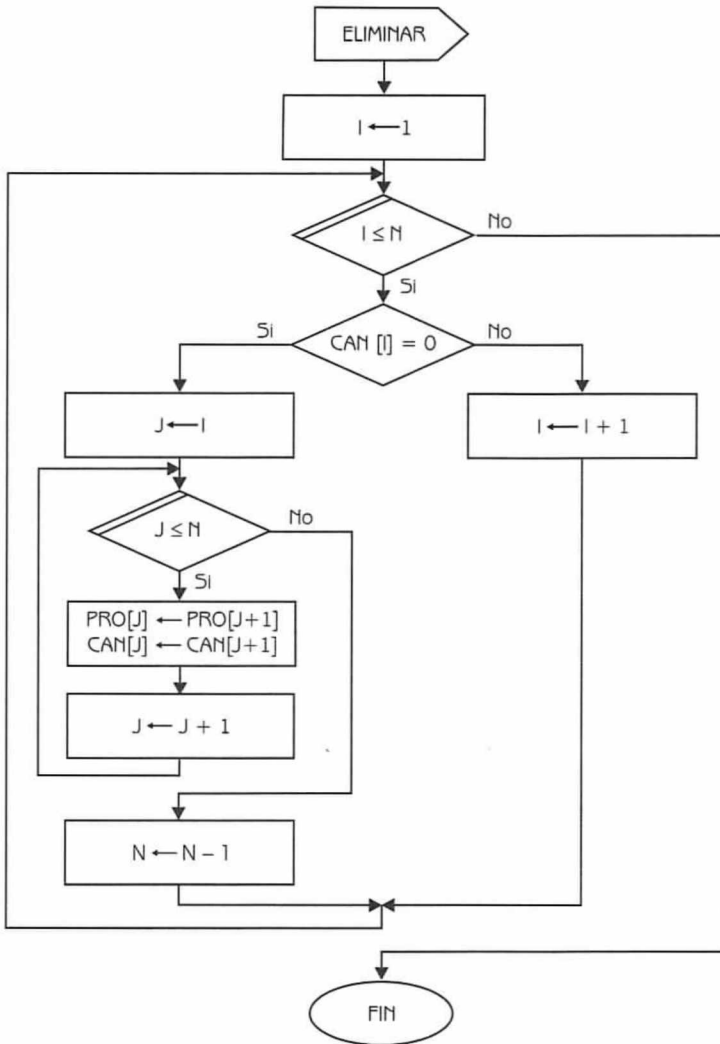 ELIMINAR
I ← 1
I ≤ N
No
Si
CAN [I] = 0
Si
No
J ← I
I ← I + 1
J ≤ N
No
Si
PRO[J] ← PRO[J+1]
CAN[J] ← CAN[J+1]
J ← J + 1
N ← N – 1
FIN